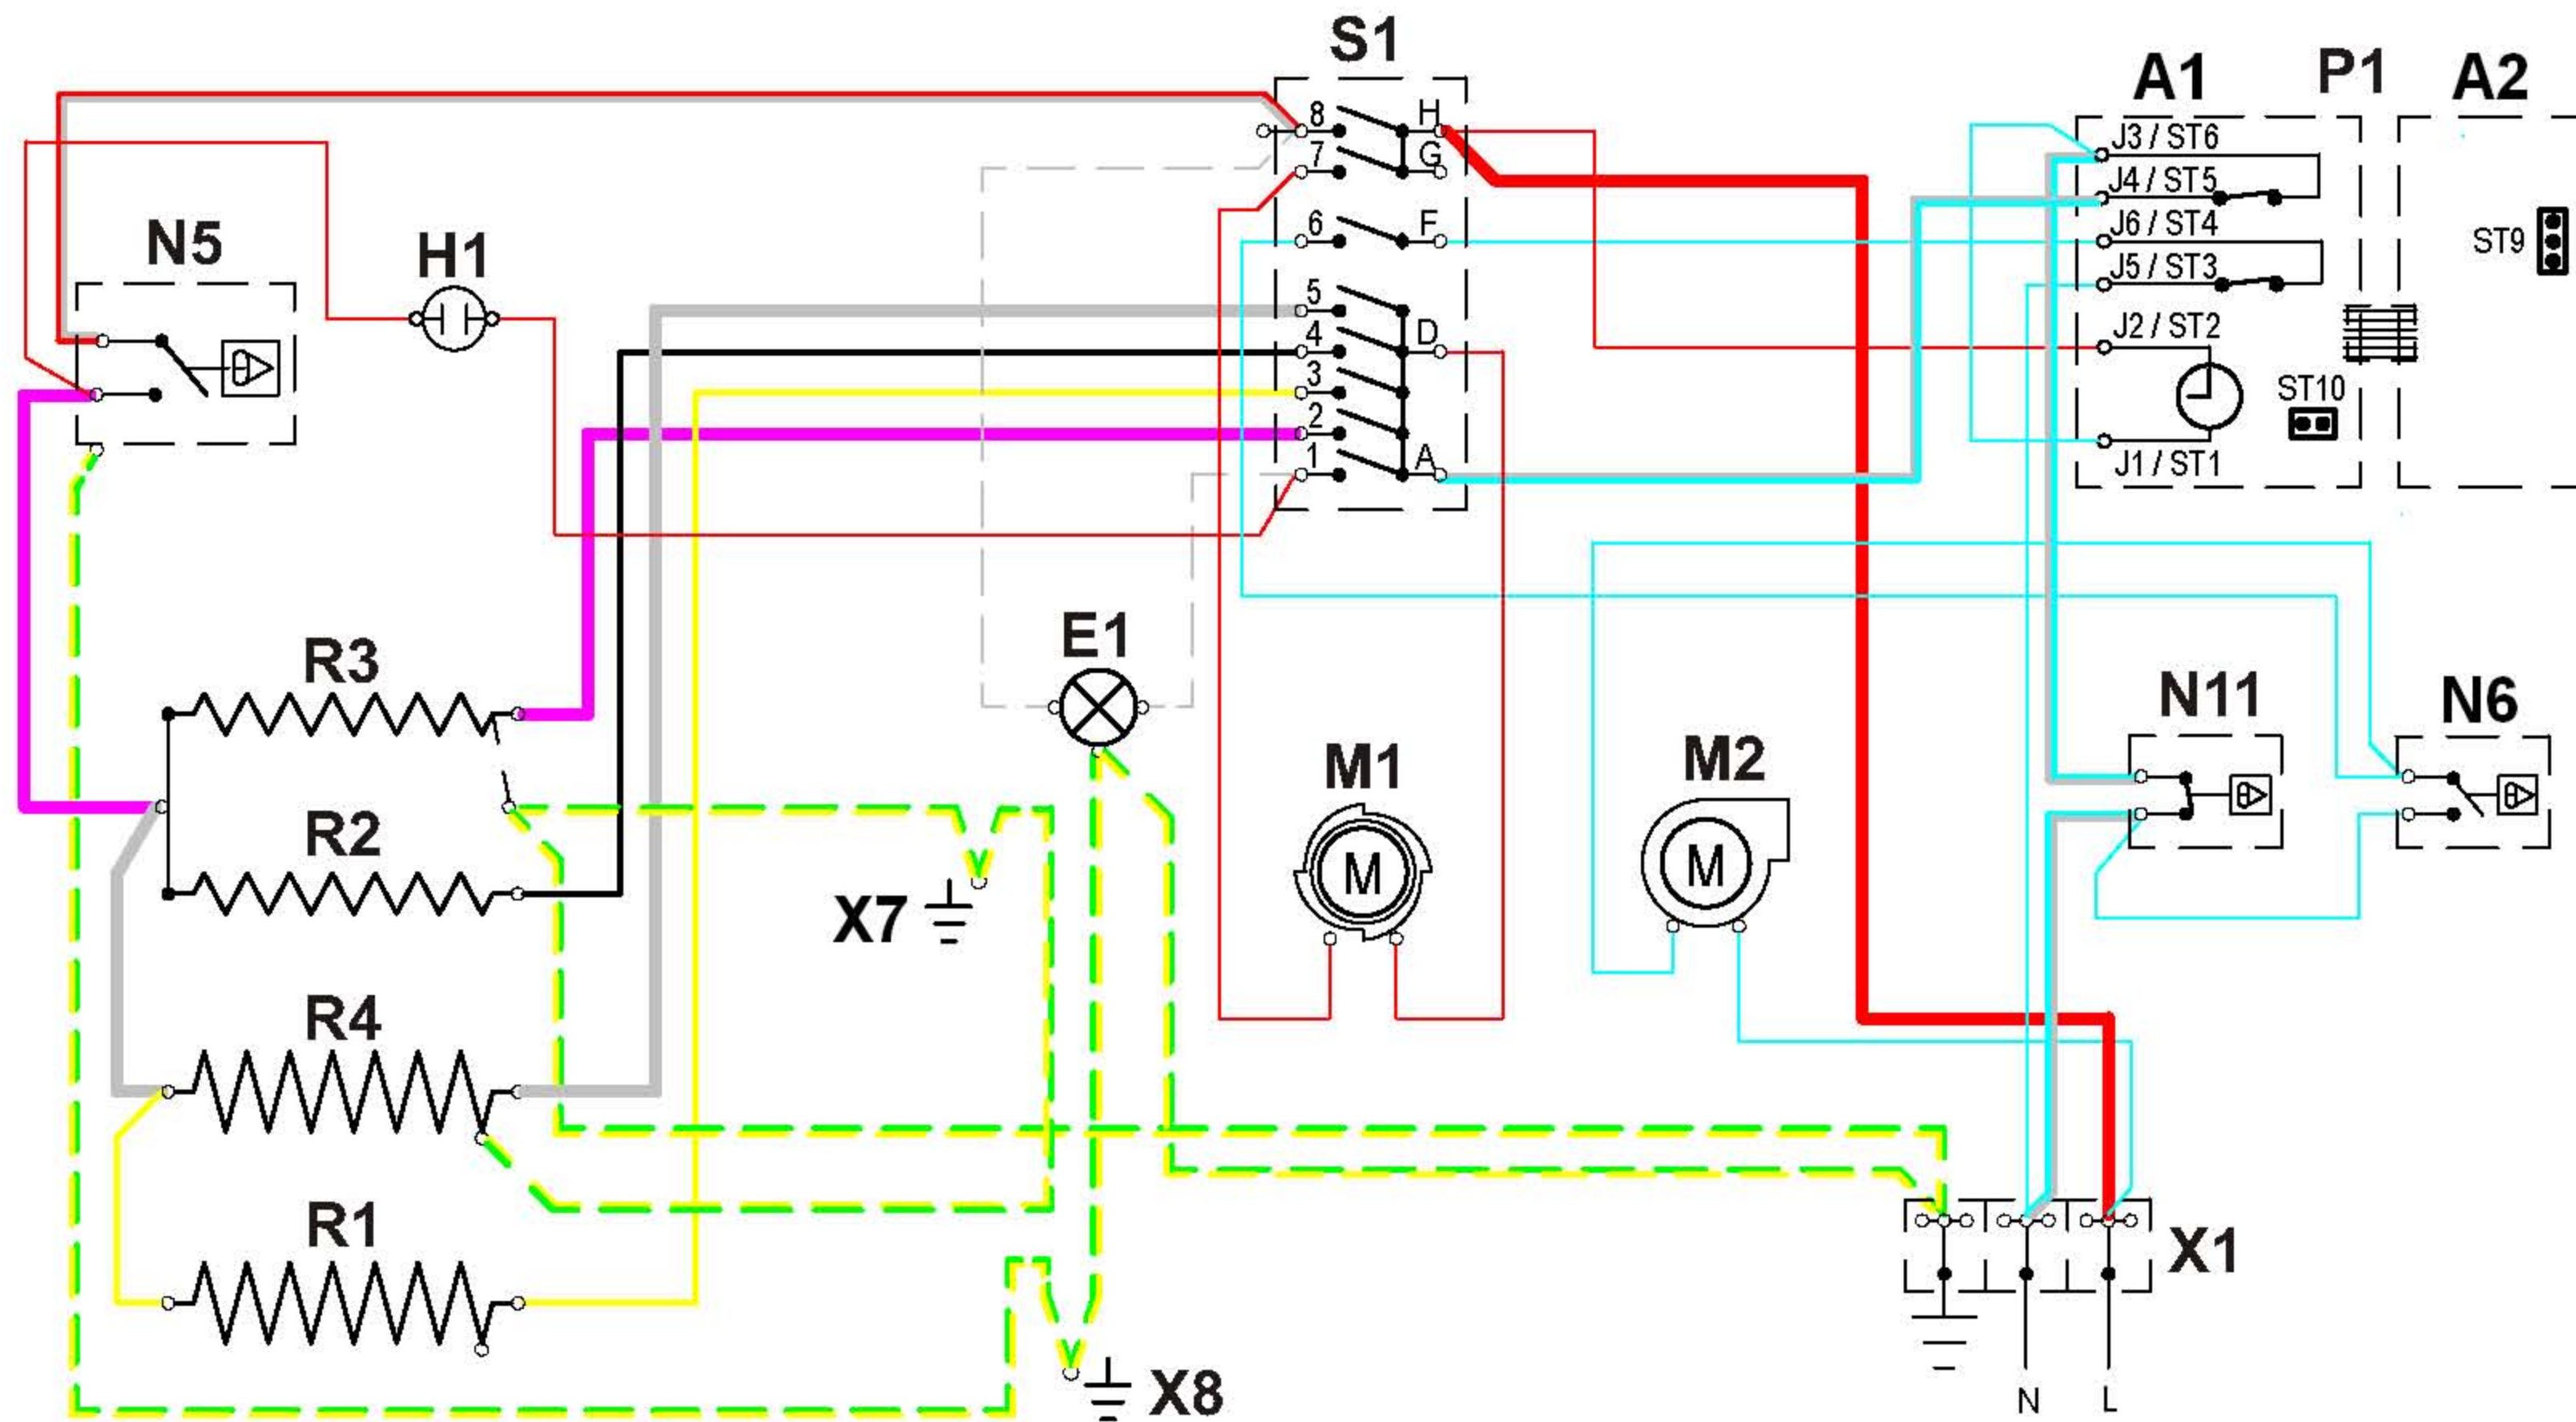 S1
A1
P1
A2
8
H
7
G
J3 / ST6
J4 / ST5
6
F
J6 / ST4
ST9
N5
H1
J5 / ST3
5
4
D
J2 / ST2
3
ST10
2
1
A
J1 / ST1
R3
E1
N11
N6
M1
M2
R2
M
M
X7
R4
R1
X1
X8
N
L